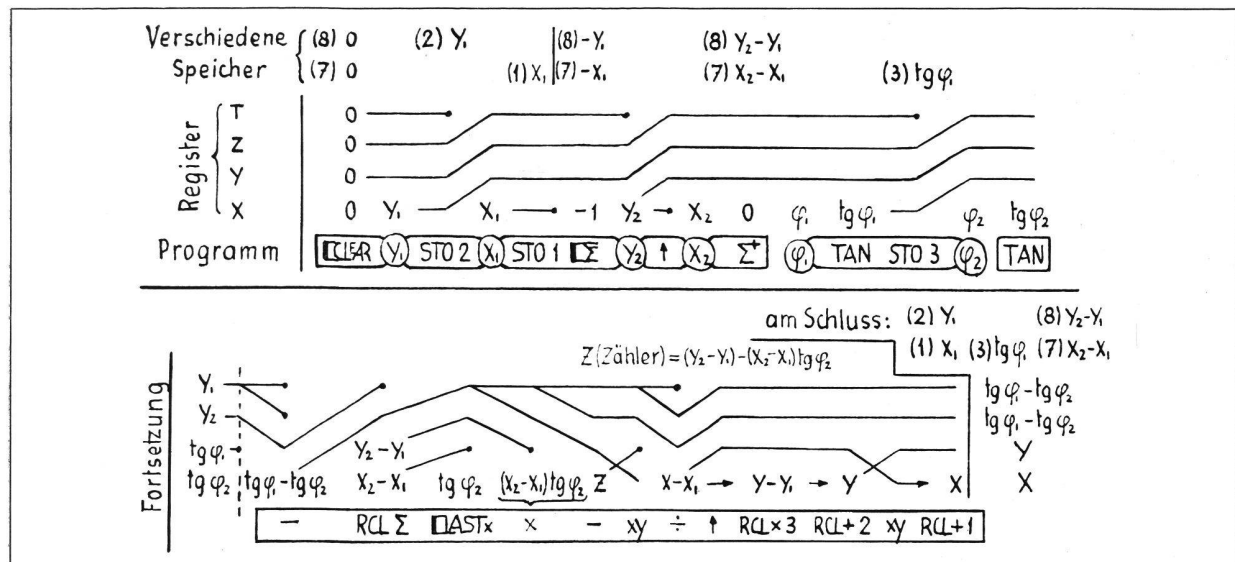 Verschiedene (8) 0 (2) Y₁ (8)-Y₁ (8) Y₂-Y₁
Speicher (7) 0 (1) X₁ (7)-X₁ (7) X₂-X₁ (3) tgφ₁
Register
T 0
Z 0
Y 0
X 0 Y₁ X₁ -1 Y₂ X₂ 0 φ₁ tgφ₁ φ₂ tgφ₂
Programm CLEAR Y₁ STO 2 X₁ STO 1 Σ̄ Y₂ ↑ X₂ Σ⁺ φ₁ TAN STO 3 φ₂ TAN
am Schluss: (2) Y₁ (8) Y₂-Y₁
Z (Zähler) = (Y₂-Y₁)-(X₂-X₁)tgφ₂ (1) X₁ (3) tgφ₁ (7) X₂-X₁
Fortsetzung
Y₁ tgφ₁-tgφ₂
Y₂ tgφ₁-tgφ₂
tgφ₁ Y₂-Y₁ Y
tgφ₂ tgφ₁-tgφ₂ X₂-X₁ tgφ₂ (X₂-X₁)tgφ₂ Z X-X₁ Y-Y₁ Y X X
- RCL Σ LASTx x - xy ÷ ↑ RCL×3 RCL+2 xy RCL+1